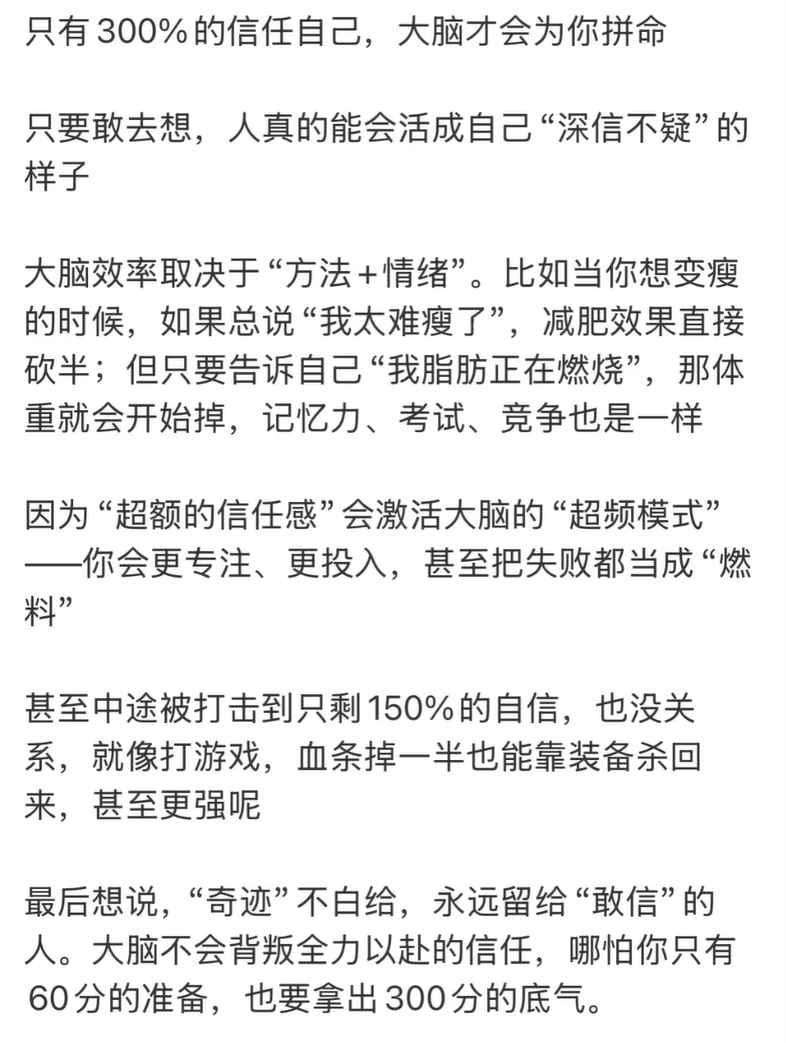 只有300%的信任自己，大脑才会为你拼命
只要敢去想，人真的能会活成自己“深信不疑”的
样子
大脑效率取决于“方法+情绪”。比如当你想变瘦
的时候，如果总说“我太难瘦了”，减肥效果直接
砍半；但只要告诉自己“我脂肪正在燃烧”，那体
重就会开始掉，记忆力、考试、竞争也是一样
因为“超额的信任感”会激活大脑的“超频模式”
——你会更专注、更投入，甚至把失败都当成“燃
料”
甚至中途被打击到只剩150%的自信，也没关
系，就像打游戏，血条掉一半也能靠装备杀回
来，甚至更强呢
最后想说，“奇迹”不白给，永远留给“敢信”的
人。大脑不会背叛全力以赴的信任，哪怕你只有
60分的准备，也要拿出300分的底气。